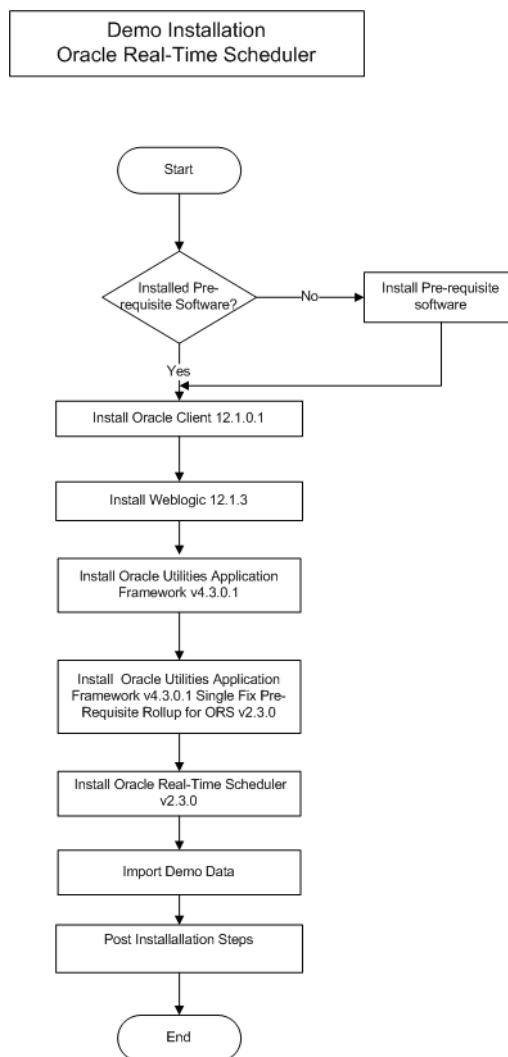 Demo Installation
Oracle Real-Time Scheduler
Start
Installed Pre-
requisite Software?
No
Install Pre-requisite
software
Yes
Install Oracle Client 12.1.0.1
Install Weblogic 12.1.3
Install Oracle Utilities Application
Framework v4.3.0.1
Install Oracle Utilities Application
Framework v4.3.0.1 Single Fix Pre-
Requisite Rollup for ORS v2.3.0
Install Oracle Real-Time Scheduler
v2.3.0
Import Demo Data
Post Installallation Steps
End